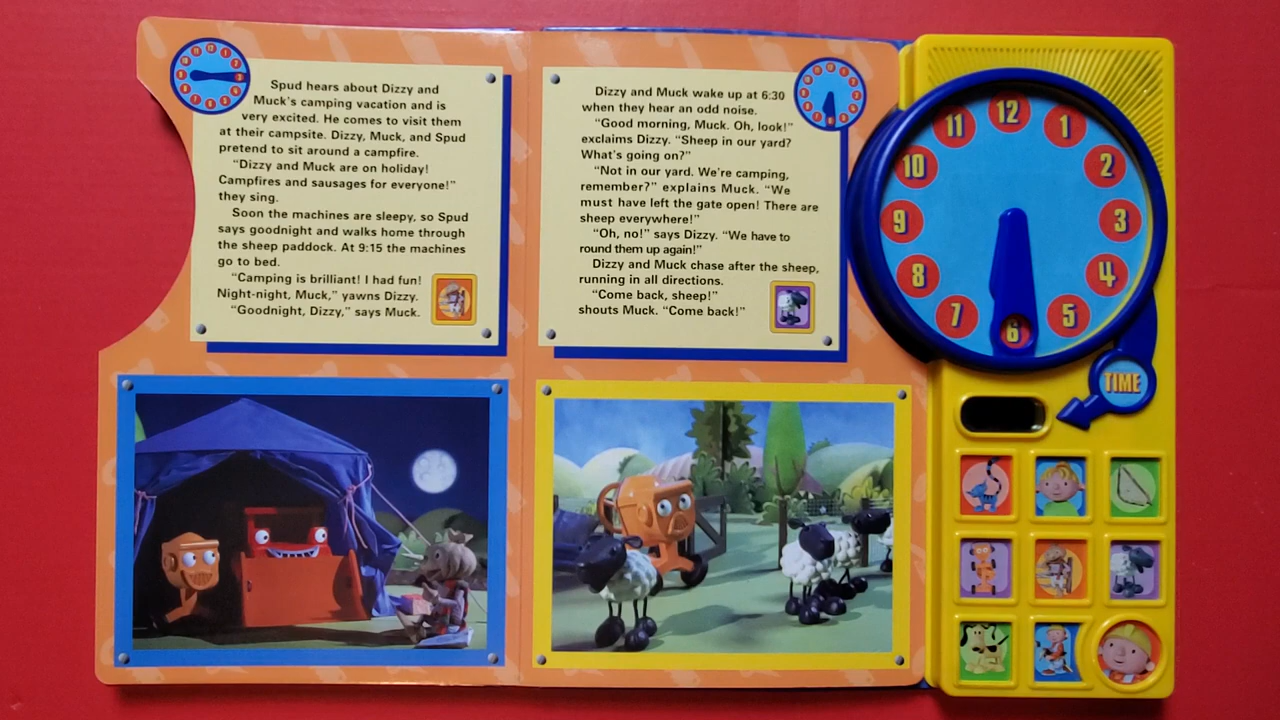 Spud hears about Dizzy and
Muck's camping vacation and is
very excited. He comes to visit them
at their campsite. Dizzy, Muck, and Spud
pretend to sit around a campfire.
"Dizzy and Muck are on holiday!
Campfires and sausages for everyone!"
they sing.
Soon the machines are sleepy, so Spud
says goodnight and walks home through
the sheep paddock. At 9:15 the machines
go to bed.
"Camping is brilliant! I had fun!
Night-night, Muck," yawns Dizzy.
"Goodnight, Dizzy," says Muck.
Dizzy and Muck wake up at 6:30
when they hear an odd noise.
"Good morning, Muck. Oh, look!"
exclaims Dizzy. "Sheep in our yard?
What's going on?"
"Not in our yard. We're camping,
remember?" explains Muck. "We
must have left the gate open! There are
sheep everywhere!"
"Oh, no!" says Dizzy. "We have to
round them up again!"
Dizzy and Muck chase after the sheep,
running in all directions.
"Come back, sheep!"
shouts Muck. "Come back!"
12
11
1
10
2
9
3
8
4
7
5
6
TIME